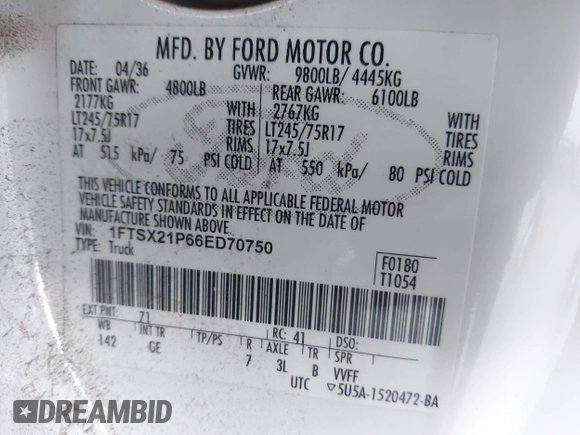 MFD. BY FORD MOTOR CO.
DATE: 04/36 GVWR: 9800LB/ 4445KG
FRONT GAWR: 4800LB REAR GAWR: 6100LB
2177KG WITH 2767KG WITH
LT245/75R17 TIRES LT245/75R17 TIRES
17x7.5J RIMS 17x7.5J RIMS
AT 515 kPa/ 75 PSI COLD AT 550 kPa/ 80 PSI COLD
THIS VEHICLE CONFORMS TO ALL APPLICABLE FEDERAL MOTOR
VEHICLE SAFETY STANDARDS IN EFFECT ON THE DATE OF
MANUFACTURE SHOWN ABOVE.
VIN: 1FTSX21P66ED70750
TYPE: Truck
F0180
T1054
EXT PNT: Z1 RC: 41 DSO:
WB INT TR TP/PS R AXLE TR SPR
142 GE 7 3L B VVFF
UTC ▽5U5A-1520472-BA
Ford
DREAMBID